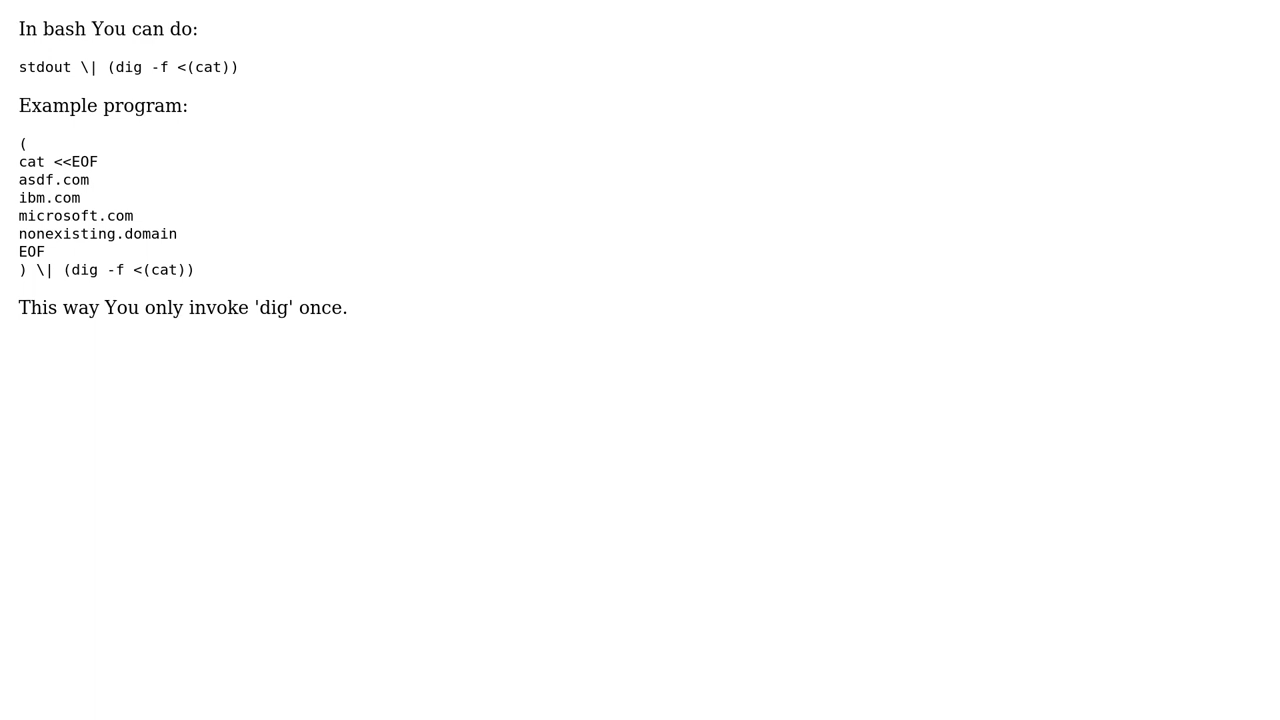 In bash You can do:
stdout \| (dig -f <(cat))
Example program:
(
cat <<EOF
asdf.com
ibm.com
microsoft.com
nonexisting.domain
EOF
) \| (dig -f <(cat))
This way You only invoke 'dig' once.